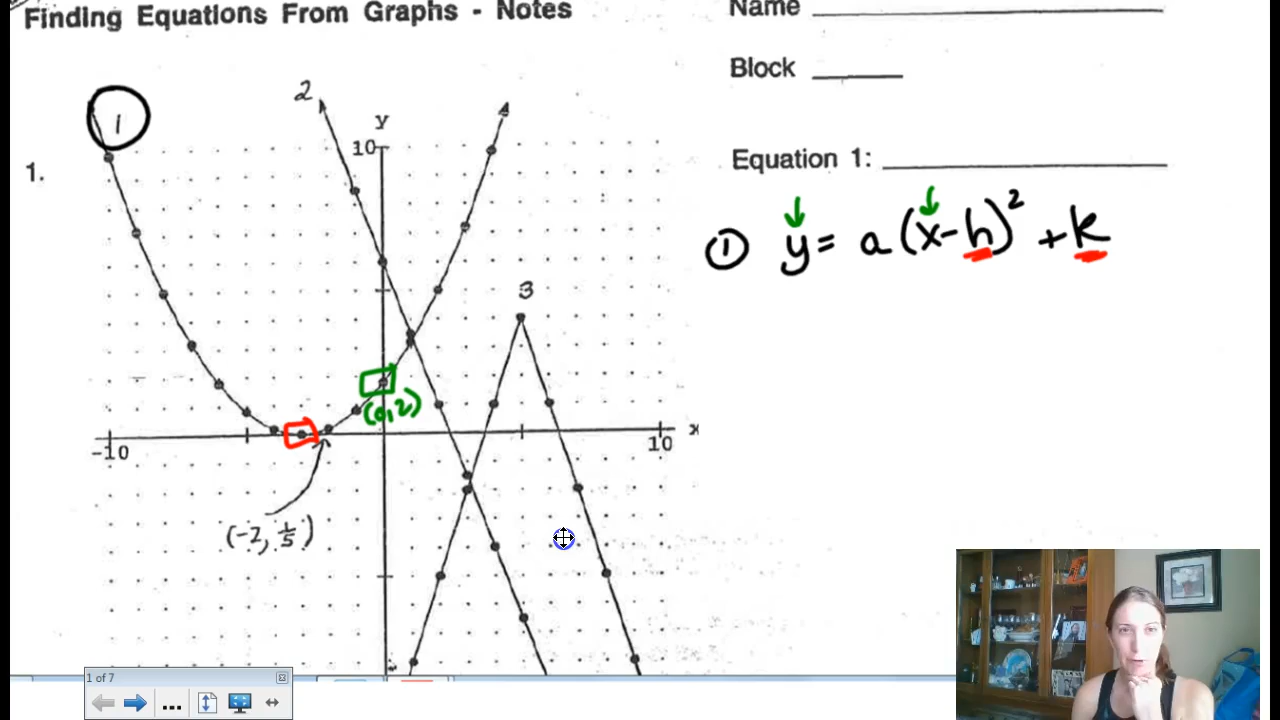 Finding Equations From Graphs - Notes
Name
Block
1.
1
2
y
10
Equation 1:
① y = a(x-h)² + k
3
(0,2)
-10
10
x
(-2, 1/5)
1 of 7
...